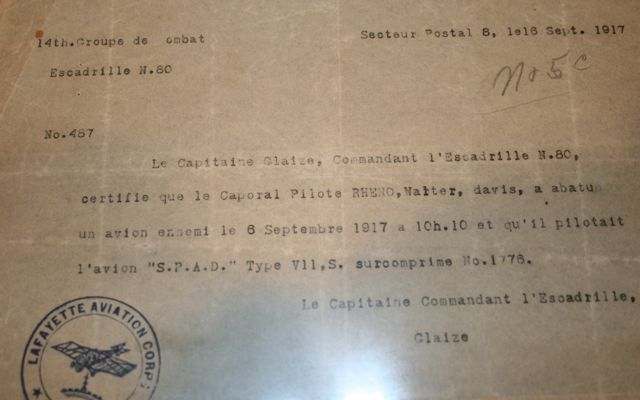 14th.Groupe de ombat
Secteur Postal 8, le16 Sept. 1917
Escadrille N.80
No.487
Le Capitaine Glaize, Commandant l'Escadrille N.80,
certifie que le Caporal Pilote RHENO,Walter, davis, a abatu
un avion ennemi le 6 Septembre 1917 a 10h.10 et qu'il pilotait
l'avion "S.P.A.D." Type Vll,S. surcomprime No.1776.
Le Capitaine Commandant l'Escadrille,
Glaize
LAFAYETTE AVIATION CORPS